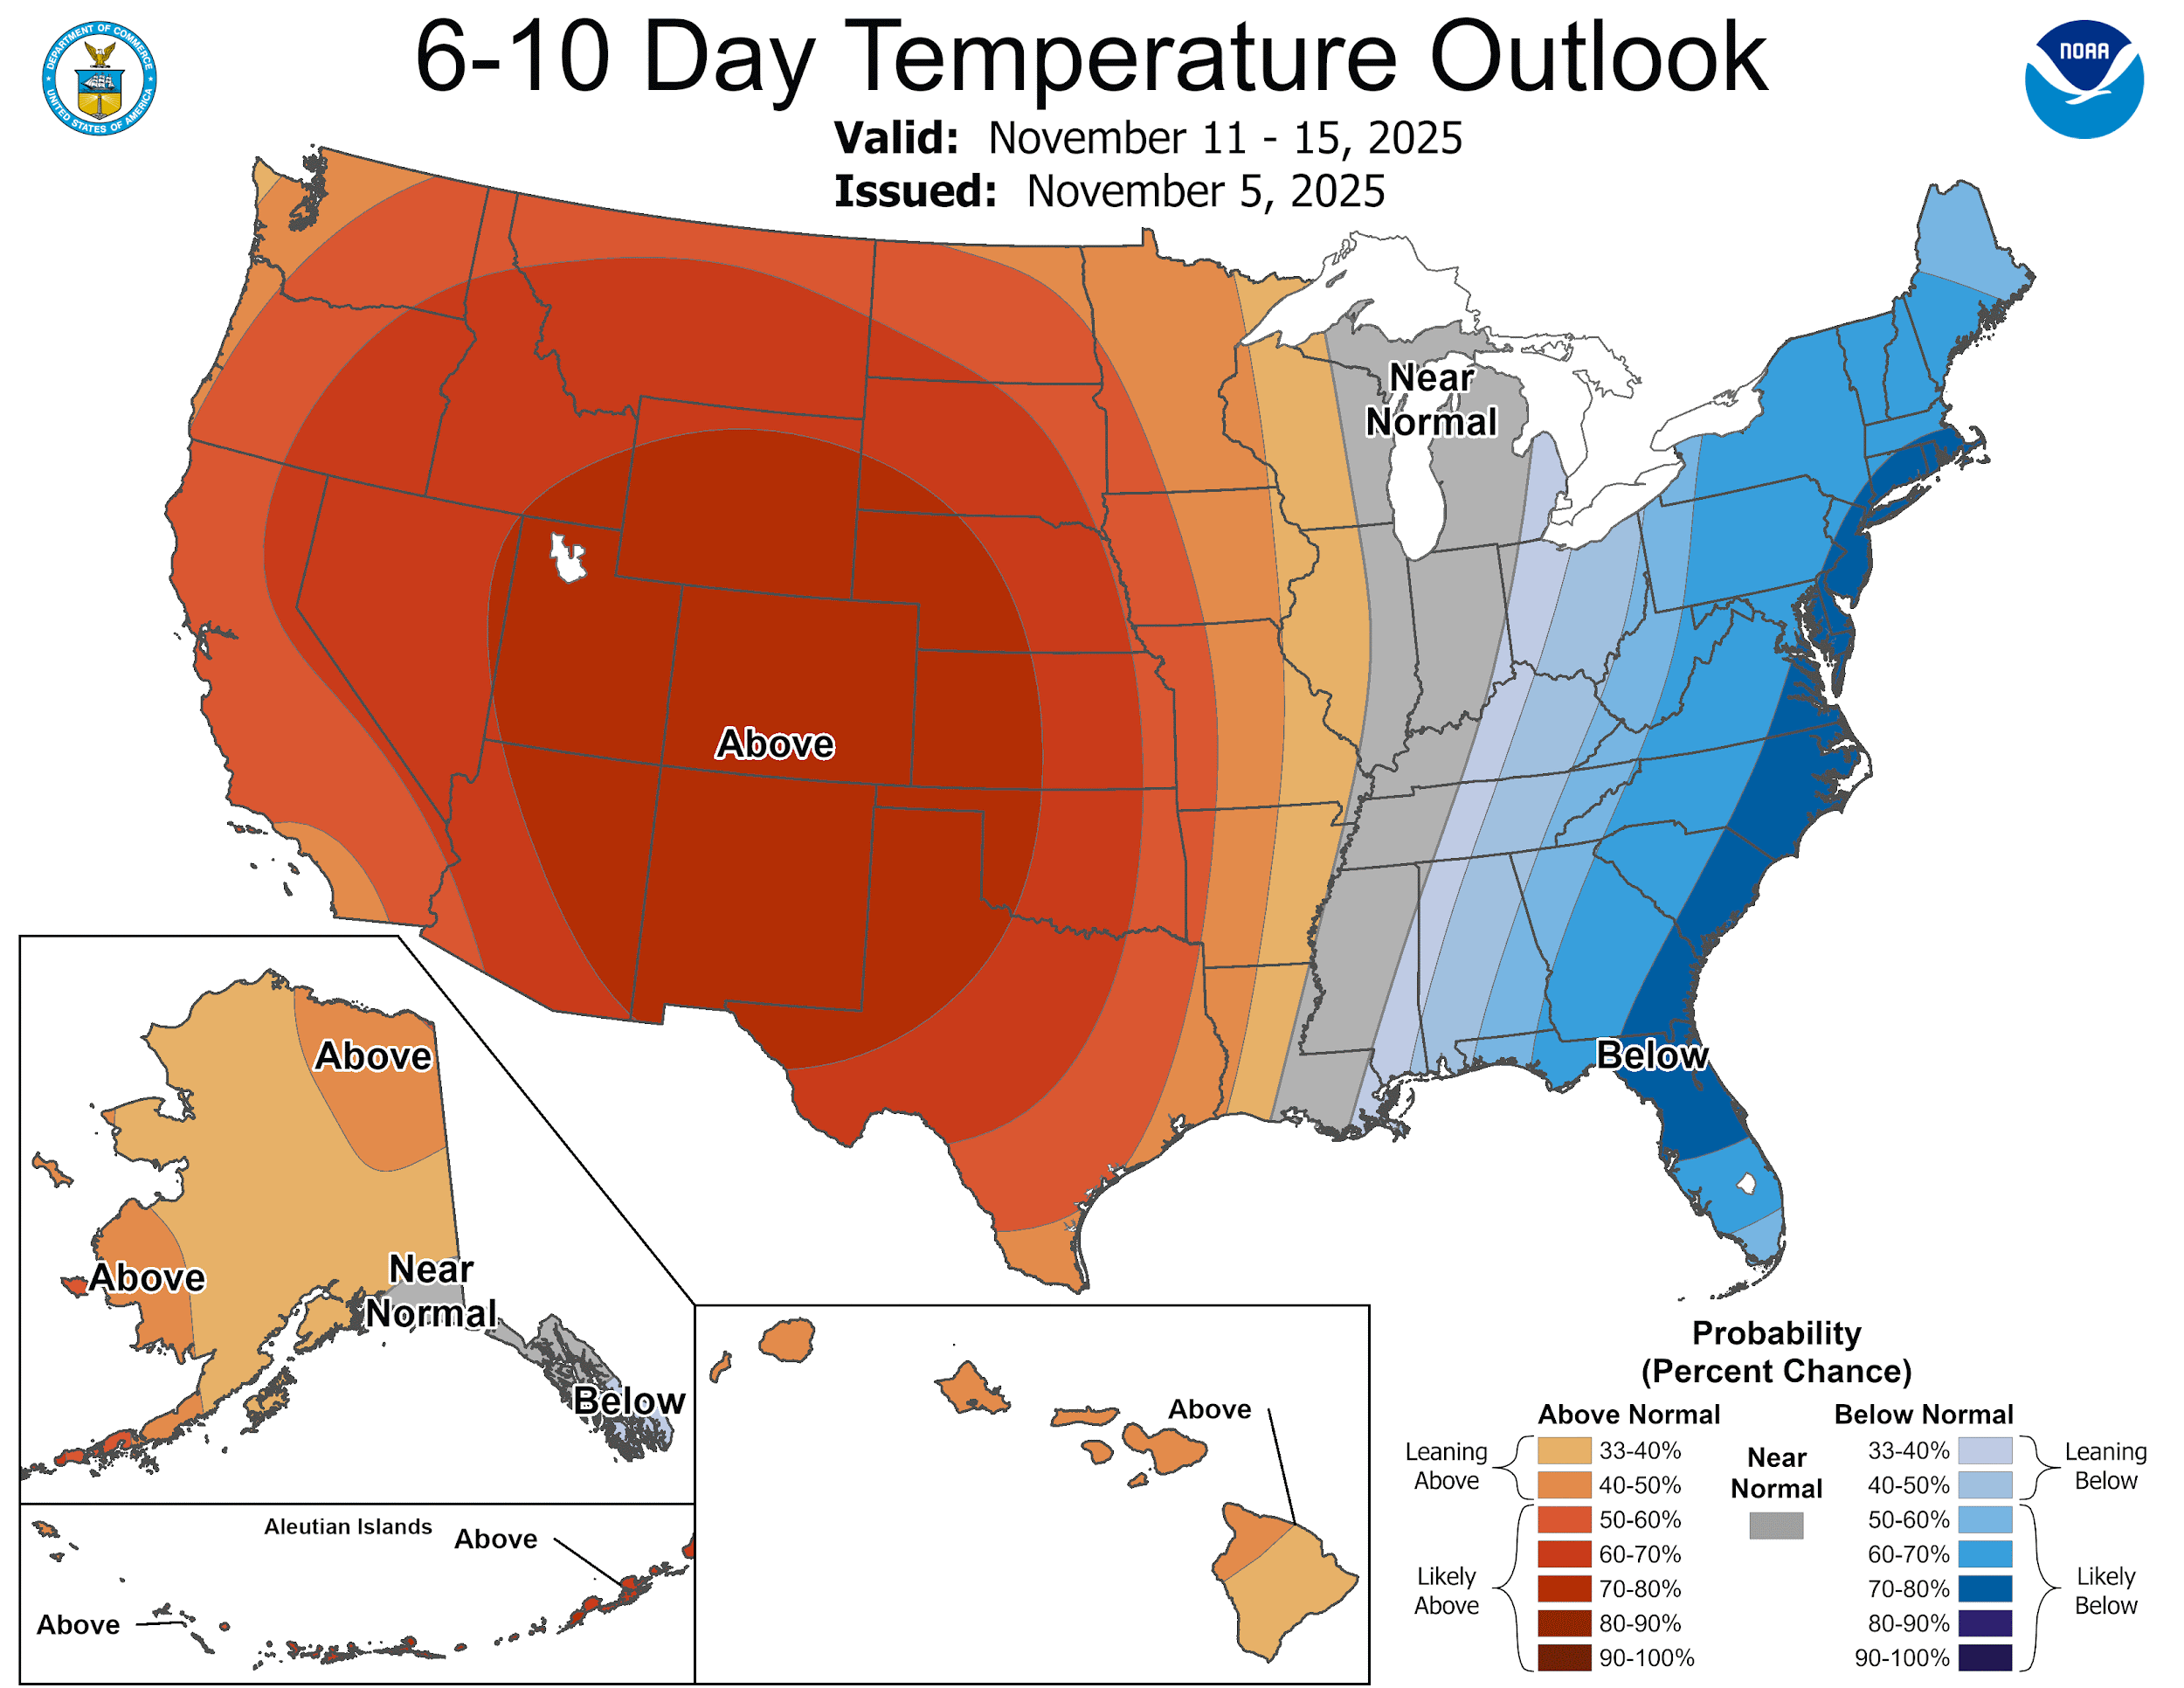 6-10 Day Temperature Outlook
Valid: November 11 - 15, 2025
Issued: November 5, 2025
DEPARTMENT OF COMMERCE
UNITED STATES OF AMERICA
NOAA
Near
Normal
Above
Below
Above
Above
Near
Normal
Below
Aleutian Islands
Above
Above
Above
Probability
(Percent Chance)
Above Normal
Below Normal
Leaning
Above
33-40%
40-50%
Likely
Above
50-60%
60-70%
70-80%
80-90%
90-100%
Near
Normal
33-40%
40-50%
Leaning
Below
50-60%
60-70%
70-80%
80-90%
90-100%
Likely
Below